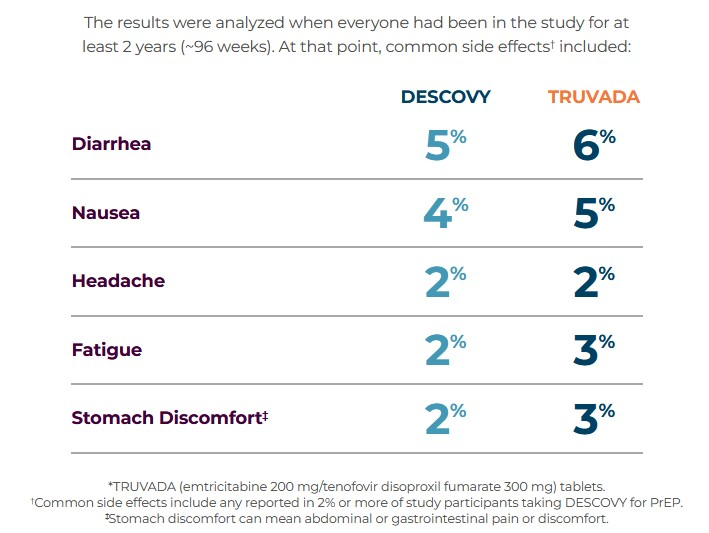 The results were analyzed when everyone had been in the study for at
least 2 years (~96 weeks). At that point, common side effects† included:
DESCOVY TRUVADA
Diarrhea 5% 6%
Nausea 4% 5%
Headache 2% 2%
Fatigue 2% 3%
Stomach Discomfort‡ 2% 3%
*TRUVADA (emtricitabine 200 mg/tenofovir disoproxil fumarate 300 mg) tablets.
†Common side effects include any reported in 2% or more of study participants taking DESCOVY for PrEP.
‡Stomach discomfort can mean abdominal or gastrointestinal pain or discomfort.